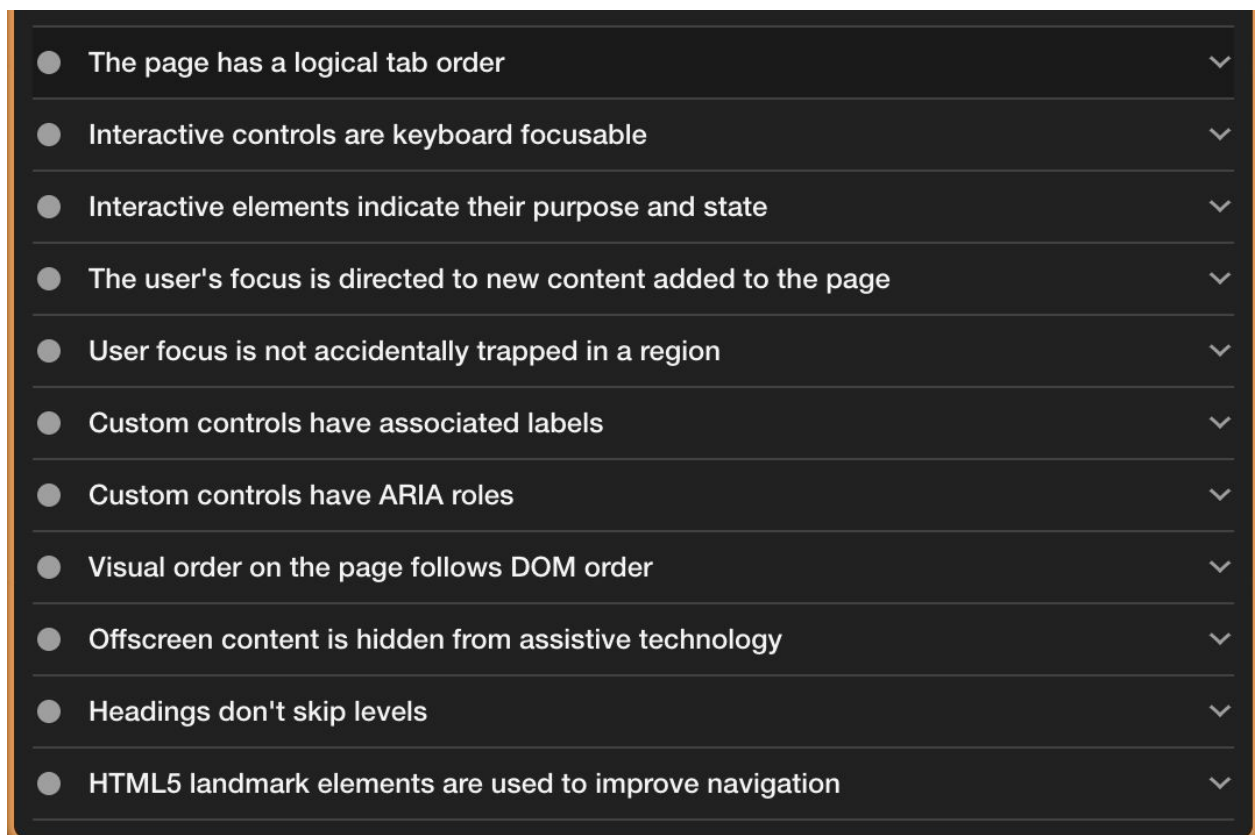 The page has a logical tab order
Interactive controls are keyboard focusable
Interactive elements indicate their purpose and state
The user's focus is directed to new content added to the page
User focus is not accidentally trapped in a region
Custom controls have associated labels
Custom controls have ARIA roles
Visual order on the page follows DOM order
Offscreen content is hidden from assistive technology
Headings don't skip levels
HTML5 landmark elements are used to improve navigation